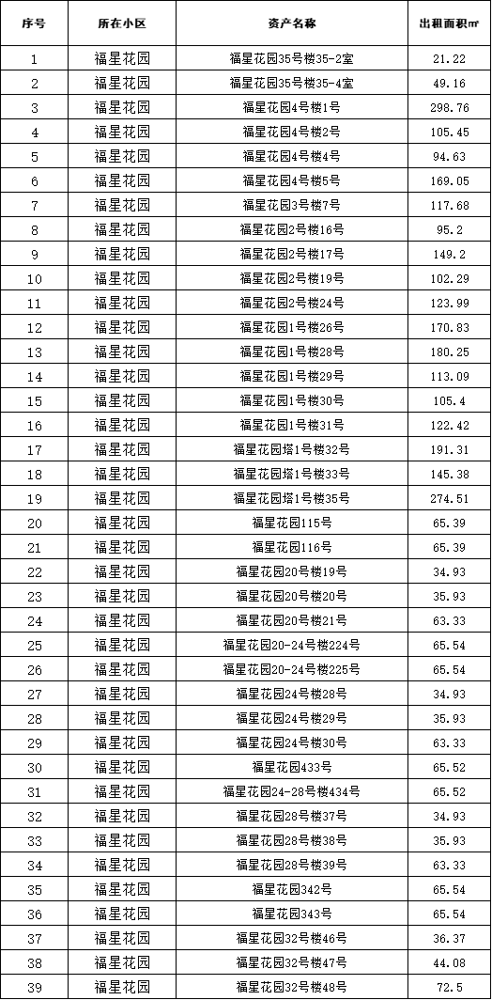 序号 所在小区 资产名称 出租面积㎡
1 福星花园 福星花园35号楼35-2室 21.22
2 福星花园 福星花园35号楼35-4室 49.16
3 福星花园 福星花园4号楼1号 298.76
4 福星花园 福星花园4号楼2号 105.45
5 福星花园 福星花园4号楼4号 94.63
6 福星花园 福星花园4号楼5号 169.05
7 福星花园 福星花园3号楼7号 117.68
8 福星花园 福星花园2号楼16号 95.2
9 福星花园 福星花园2号楼17号 149.2
10 福星花园 福星花园2号楼19号 102.29
11 福星花园 福星花园2号楼24号 123.99
12 福星花园 福星花园1号楼26号 170.83
13 福星花园 福星花园1号楼28号 180.25
14 福星花园 福星花园1号楼29号 113.09
15 福星花园 福星花园1号楼30号 105.4
16 福星花园 福星花园1号楼31号 122.42
17 福星花园 福星花园塔1号楼32号 191.31
18 福星花园 福星花园塔1号楼33号 145.38
19 福星花园 福星花园塔1号楼35号 274.51
20 福星花园 福星花园115号 65.39
21 福星花园 福星花园116号 65.39
22 福星花园 福星花园20号楼19号 34.93
23 福星花园 福星花园20号楼20号 35.93
24 福星花园 福星花园20号楼21号 63.33
25 福星花园 福星花园20-24号楼224号 65.54
26 福星花园 福星花园20-24号楼225号 65.54
27 福星花园 福星花园24号楼28号 34.93
28 福星花园 福星花园24号楼29号 35.93
29 福星花园 福星花园24号楼30号 63.33
30 福星花园 福星花园433号 65.52
31 福星花园 福星花园24-28号楼434号 65.52
32 福星花园 福星花园28号楼37号 34.93
33 福星花园 福星花园28号楼38号 35.93
34 福星花园 福星花园28号楼39号 63.33
35 福星花园 福星花园342号 65.54
36 福星花园 福星花园343号 65.54
37 福星花园 福星花园32号楼46号 36.37
38 福星花园 福星花园32号楼47号 44.08
39 福星花园 福星花园32号楼48号 72.5